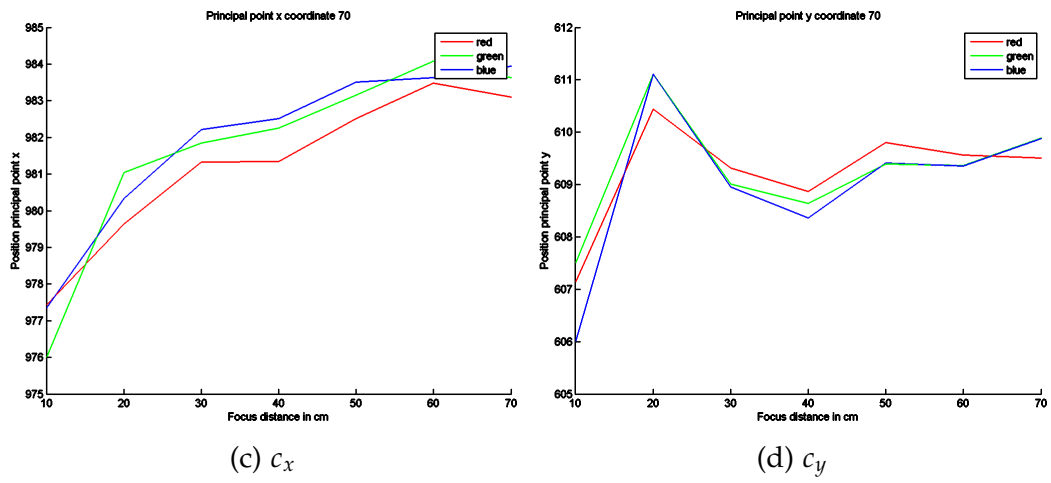 Principal point x coordinate 70
985
984
983
982
981
980
979
978
977
976
975
Position principal point x
10 20 30 40 50 60 70
Focus distance in cm
red
green
blue
(c) cx
Principal point y coordinate 70
612
611
610
609
608
607
606
605
Position principal point y
10 20 30 40 50 60 70
Focus distance in cm
red
green
blue
(d) cy